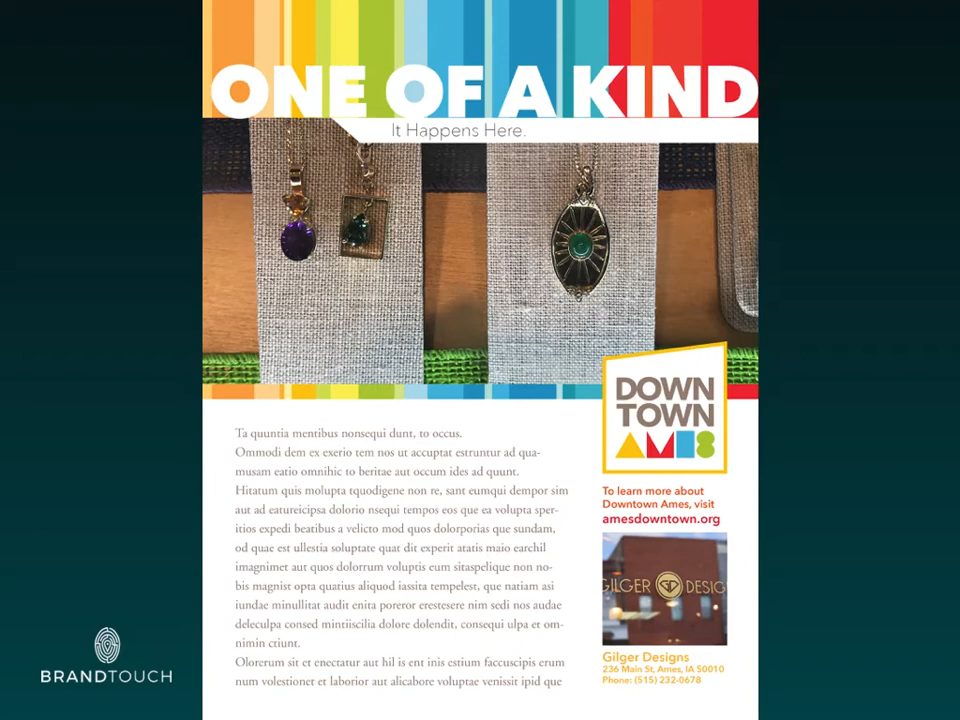 ONE OF A KIND
It Happens Here.
DOWN
TOWN
AMES
Ta quuntia mentibus nonsequi dunt, to occus.
Ommodi dem ex exerio tem nos ut accuptat estruntur ad qua-
musam eatio omnihic to beritae aut occum ides ad quunt.
Hitatum quis molupta tquodigene non re, sant eumqui dempor sim
aut ad eatureicipsa dolorio nsequi tempos eos que ea volupta sper-
itios expedi beatibus a velicto mod quos dolorporias que sundam,
od quae est ullestia soluptate quat dit experit atatis maio earchil
imagnimet aut quos dolorrum voluptis eum sitaspelique non no-
bis magnist opta quatius aliquod iassita tempelest, que natiam asi
iundae minullitat audit enita poreror erestesere nim sedi nos audae
deleculpa consed mintiiscilia dolore dolendit, consequi ulpa et om-
nimin ctiunt.
Olorerum sit et enectatur aut hil is ent inis estium faccuscipis erum
num volestionet et laborior aut alicabore voluptae venissit ipid que
To learn more about
Downtown Ames, visit
amesdowntown.org
GILGER GD DESIG
Gilger Designs
236 Main St, Ames, IA 50010
Phone: (515) 232-0678
BRANDTOUCH